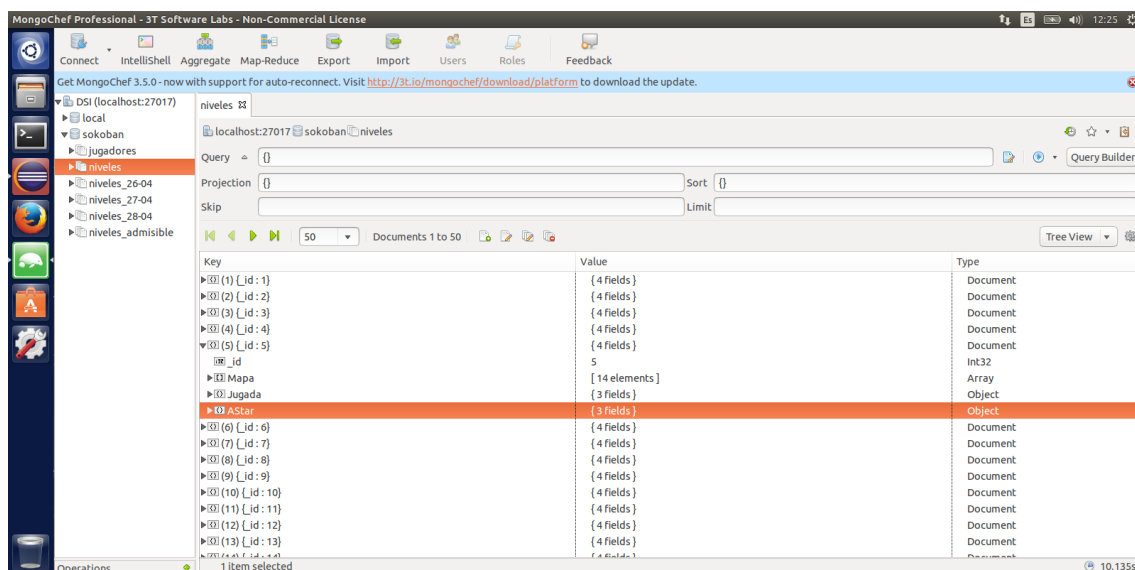 MongoChef Professional - 3T Software Labs - Non-Commercial License
Es 12:25
Connect IntelliShell Aggregate Map-Reduce Export Import Users Roles Feedback
Get MongoChef 3.5.0 - now with support for auto-reconnect. Visit http://3t.io/mongochef/download/platform to download the update.
DSI (localhost:27017)
local
sokoban
jugadores
niveles
niveles_26-04
niveles_27-04
niveles_28-04
niveles_admisible
niveles
localhost:27017 sokoban niveles
Query {} Query Builder
Projection {} Sort {}
Skip Limit
50 Documents 1 to 50 Tree View
Key Value Type
(1) {_id : 1} { 4 fields } Document
(2) {_id : 2} { 4 fields } Document
(3) {_id : 3} { 4 fields } Document
(4) {_id : 4} { 4 fields } Document
(5) {_id : 5} { 4 fields } Document
_id 5 Int32
Mapa [ 14 elements ] Array
Jugada { 3 fields } Object
AStar { 3 fields } Object
(6) {_id : 6} { 4 fields } Document
(7) {_id : 7} { 4 fields } Document
(8) {_id : 8} { 4 fields } Document
(9) {_id : 9} { 4 fields } Document
(10) {_id : 10} { 4 fields } Document
(11) {_id : 11} { 4 fields } Document
(12) {_id : 12} { 4 fields } Document
(13) {_id : 13} { 4 fields } Document
(14) {_id : 14} { 4 fields } Document
Operations 1 item selected 10.135s